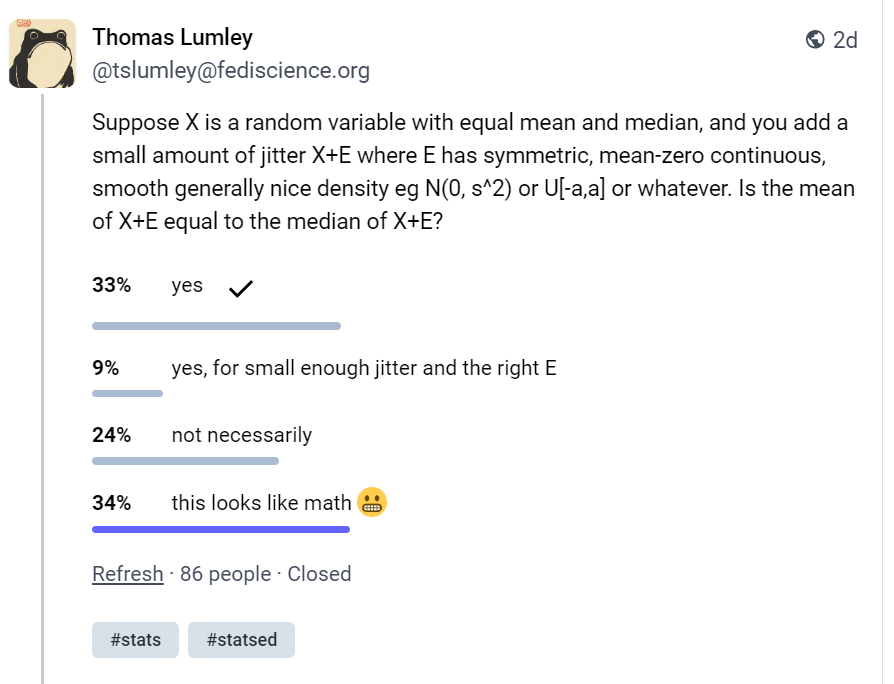 Thomas Lumley
2d
@tslumley@fediscience.org
Suppose X is a random variable with equal mean and median, and you add a
small amount of jitter X+E where E has symmetric, mean-zero continuous,
smooth generally nice density eg N(0, s^2) or U[-a,a] or whatever. Is the mean
of X+E equal to the median of X+E?
33% yes
9% yes, for small enough jitter and the right E
24% not necessarily
34% this looks like math
Refresh · 86 people · Closed
#stats #statsed